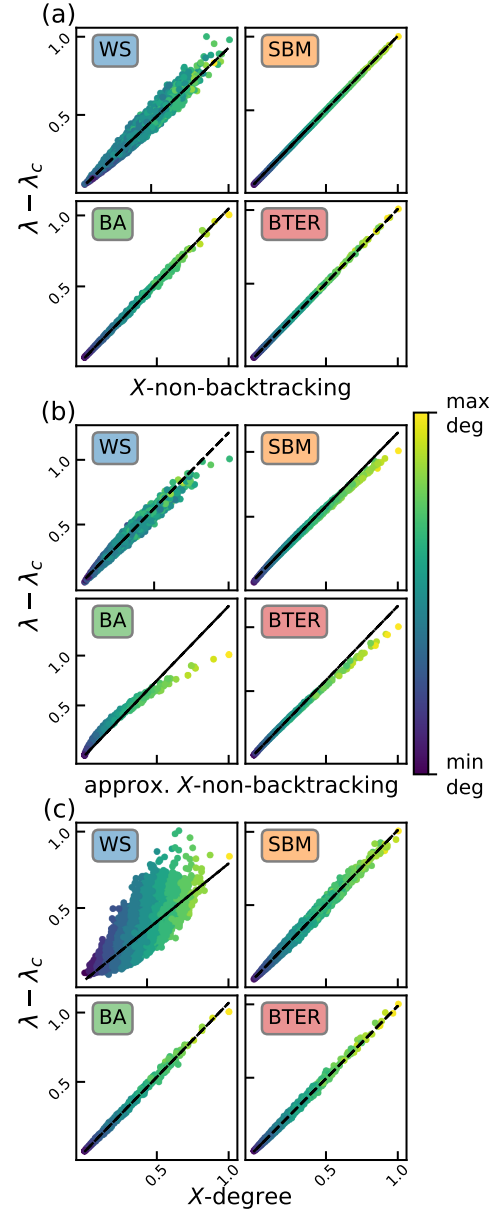 (a)
WS
SBM
1.0
0.5
λ − λc
BA
BTER
1.0
0.5
X-non-backtracking
(b)
max
deg
WS
SBM
1.0
0.5
λ − λc
BA
BTER
1.0
0.5
min
deg
approx. X-non-backtracking
(c)
WS
SBM
1.0
0.5
λ − λc
BA
BTER
1.0
0.5
0.5 1.0 1.0
X-degree